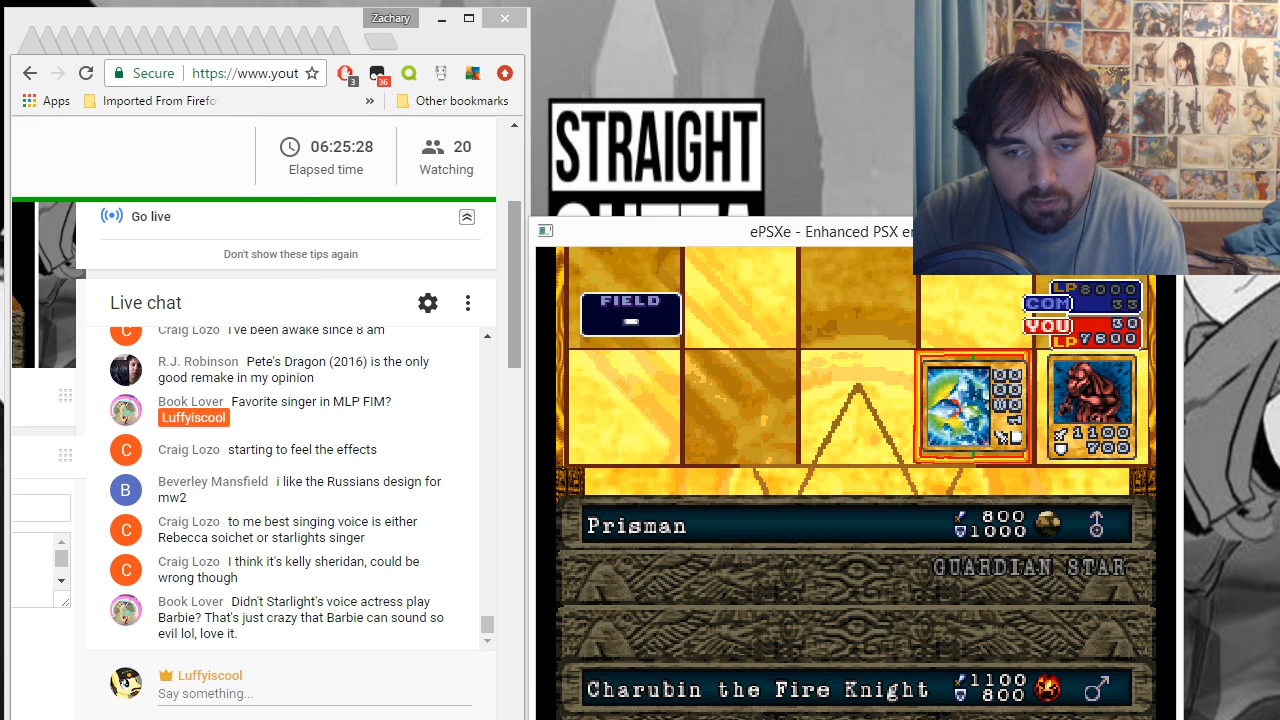 Zachary
Secure
https://www.yout
3
36
Apps
Imported From Firefo
»
Other bookmarks
06:25:28
Elapsed time
20
Watching
Go live
Don't show these tips again
Live chat
Craig Lozo I've been awake since 8 am
R.J. Robinson Pete's Dragon (2016) is the only
good remake in my opinion
Book Lover Favorite singer in MLP FIM?
Luffyiscool
Craig Lozo starting to feel the effects
Beverley Mansfield i like the Russians design for
mw2
Craig Lozo to me best singing voice is either
Rebecca soichet or starlights singer
Craig Lozo I think it's kelly sheridan, could be
wrong though
Book Lover Didn't Starlight's voice actress play
Barbie? That's just crazy that Barbie can sound so
evil lol, love it.
Luffyiscool
Say something...
STRAIGHT
ePSXe - Enhanced PSX en
FIELD
LP 8000
COM 33
YOU 30
LP 7800
1100
700
Prisman 800
1000
GUARDIAN STAR
Charubin the Fire Knight 1100
800